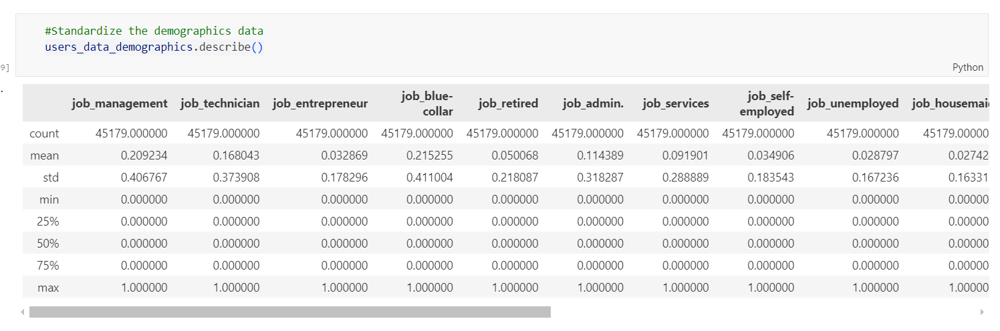 #Standardize the demographics data
users_data_demographics.describe()
9]
Python
job_management job_technician job_entrepreneur job_blue-collar job_retired job_admin. job_services job_self-employed job_unemployed job_housemai
count 45179.000000 45179.000000 45179.000000 45179.000000 45179.000000 45179.000000 45179.000000 45179.000000 45179.000000 45179.00000
mean 0.209234 0.168043 0.032869 0.215255 0.050068 0.114389 0.091901 0.034906 0.028797 0.02742
std 0.406767 0.373908 0.178296 0.411004 0.218087 0.318287 0.288889 0.183543 0.167236 0.16331
min 0.000000 0.000000 0.000000 0.000000 0.000000 0.000000 0.000000 0.000000 0.000000 0.00000
25% 0.000000 0.000000 0.000000 0.000000 0.000000 0.000000 0.000000 0.000000 0.000000 0.00000
50% 0.000000 0.000000 0.000000 0.000000 0.000000 0.000000 0.000000 0.000000 0.000000 0.00000
75% 0.000000 0.000000 0.000000 0.000000 0.000000 0.000000 0.000000 0.000000 0.000000 0.00000
max 1.000000 1.000000 1.000000 1.000000 1.000000 1.000000 1.000000 1.000000 1.000000 1.00000